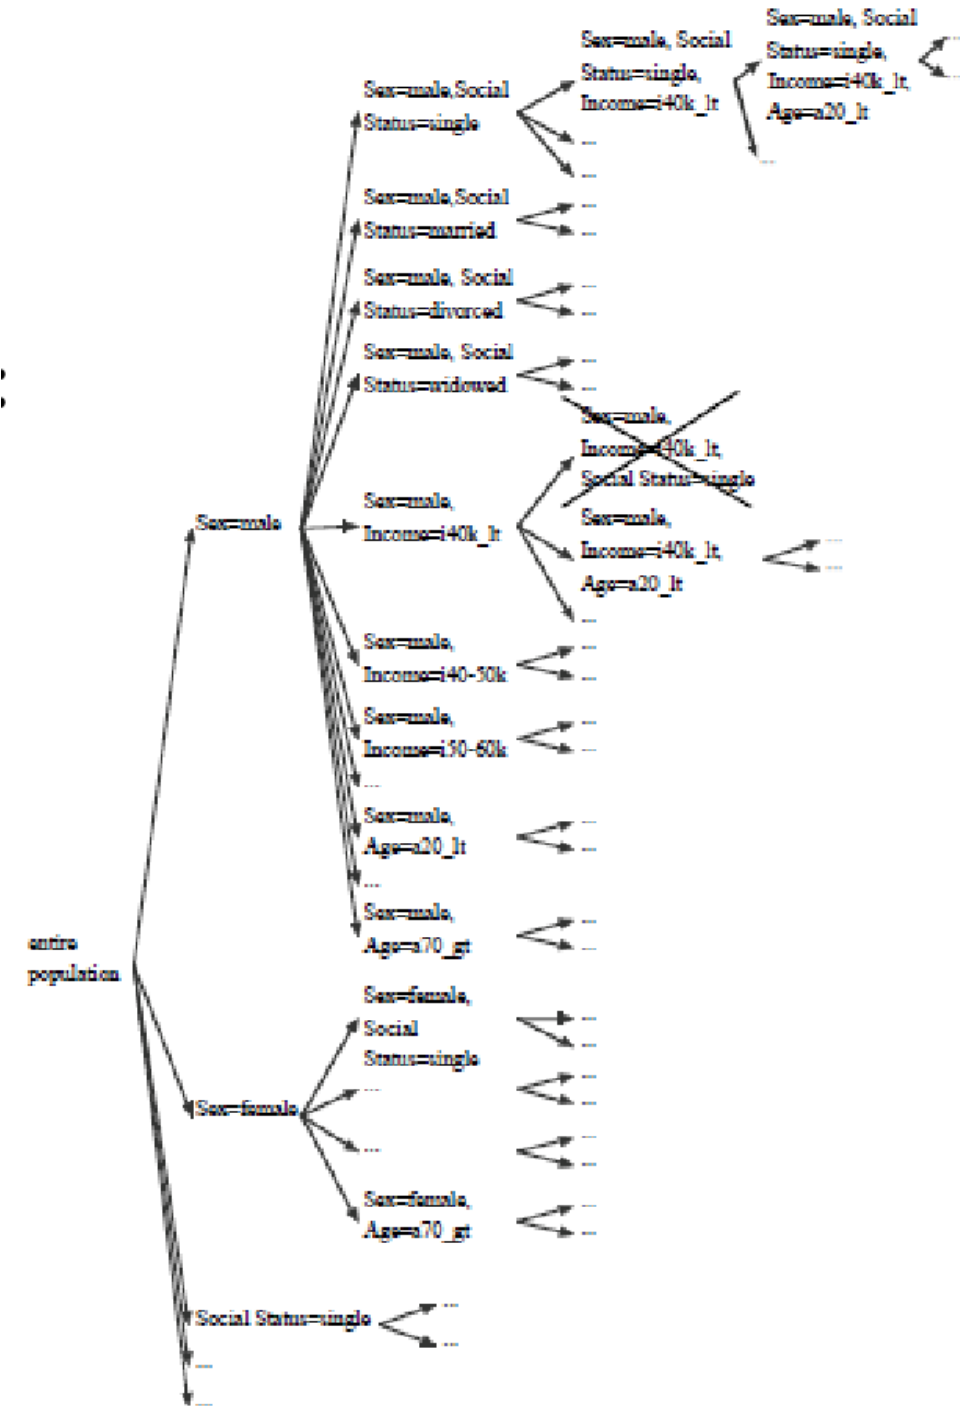 Sex=male, Social
Status=single,
Income=i40k_lt,
Age=a20_lt
...
...
...
Sex=male, Social
Status=single,
Income=i40k_lt
...
...
Sex=male,Social
Status=single
Sex=male,Social
Status=married
...
...
Sex=male, Social
Status=divorced
...
...
Sex=male, Social
Status=widowed
...
...
Sex=male,
Income=i40k_lt,
Social Status=single
Sex=male,
Income=i40k_lt
Sex=male,
Income=i40k_lt,
Age=a20_lt
...
...
...
Sex=male
Sex=male,
Income=i40-50k
...
...
Sex=male,
Income=i50-60k
...
...
...
Sex=male,
Age=a20_lt
...
...
...
Sex=male,
Age=a70_gt
...
...
entire
population
Sex=female,
Social
Status=single
...
...
Sex=female
...
...
...
...
...
...
Sex=female,
Age=a70_gt
...
...
Social Status=single
...
...
...
...